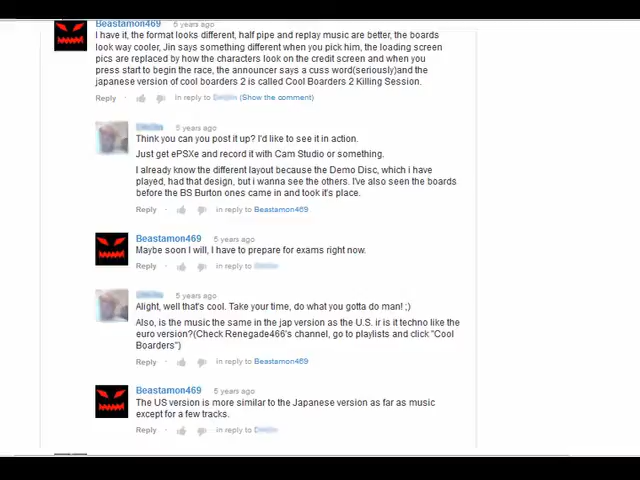 Beastamon469 5 years ago
I have it, the format looks different, half pipe and replay music are better, the boards
look way cooler, Jin says something different when you pick him, the loading screen
pics are replaced by how the characters look on the credit screen and when you
press start to begin the race, the announcer says a cuss word(seriously)and the
japanese version of cool boarders 2 is called Cool Boarders 2 Killing Session.
Reply · in reply to (Show the comment)
5 years ago
Think you can you post it up? I'd like to see it in action.
Just get ePSXe and record it with Cam Studio or something.
I already know the different layout because the Demo Disc, which i have
played, had that design, but i wanna see the others. I've also seen the boards
before the BS Burton ones came in and took it's place.
Reply · in reply to Beastamon469
Beastamon469 5 years ago
Maybe soon I will, I have to prepare for exams right now.
Reply · in reply to
5 years ago
Alright, well that's cool. Take your time, do what you gotta do man! ;)
Also, is the music the same in the jap version as the U.S. ir is it techno like the
euro version?(Check Renegade466's channel, go to playlists and click "Cool
Boarders")
Reply · in reply to Beastamon469
Beastamon469 5 years ago
The US version is more similar to the Japanese version as far as music
except for a few tracks.
Reply · in reply to